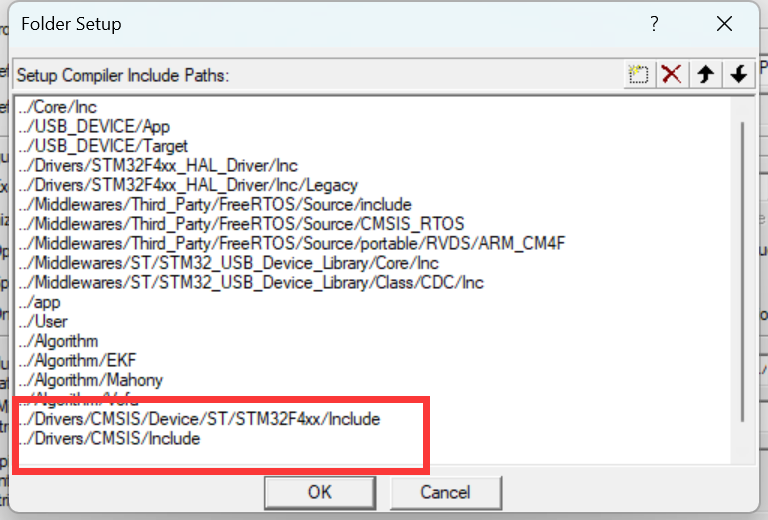 Folder Setup
?
Setup Compiler Include Paths:
../Core/Inc
../USB_DEVICE/App
../USB_DEVICE/Target
../Drivers/STM32F4xx_HAL_Driver/Inc
../Drivers/STM32F4xx_HAL_Driver/Inc/Legacy
../Middlewares/Third_Party/FreeRTOS/Source/include
../Middlewares/Third_Party/FreeRTOS/Source/CMSIS_RTOS
../Middlewares/Third_Party/FreeRTOS/Source/portable/RVDS/ARM_CM4F
../Middlewares/ST/STM32_USB_Device_Library/Core/Inc
../Middlewares/ST/STM32_USB_Device_Library/Class/CDC/Inc
../app
../User
../Algorithm
../Algorithm/EKF
../Algorithm/Mahony
../Drivers/CMSIS/Device/ST/STM32F4xx/Include
../Drivers/CMSIS/Include
OK
Cancel